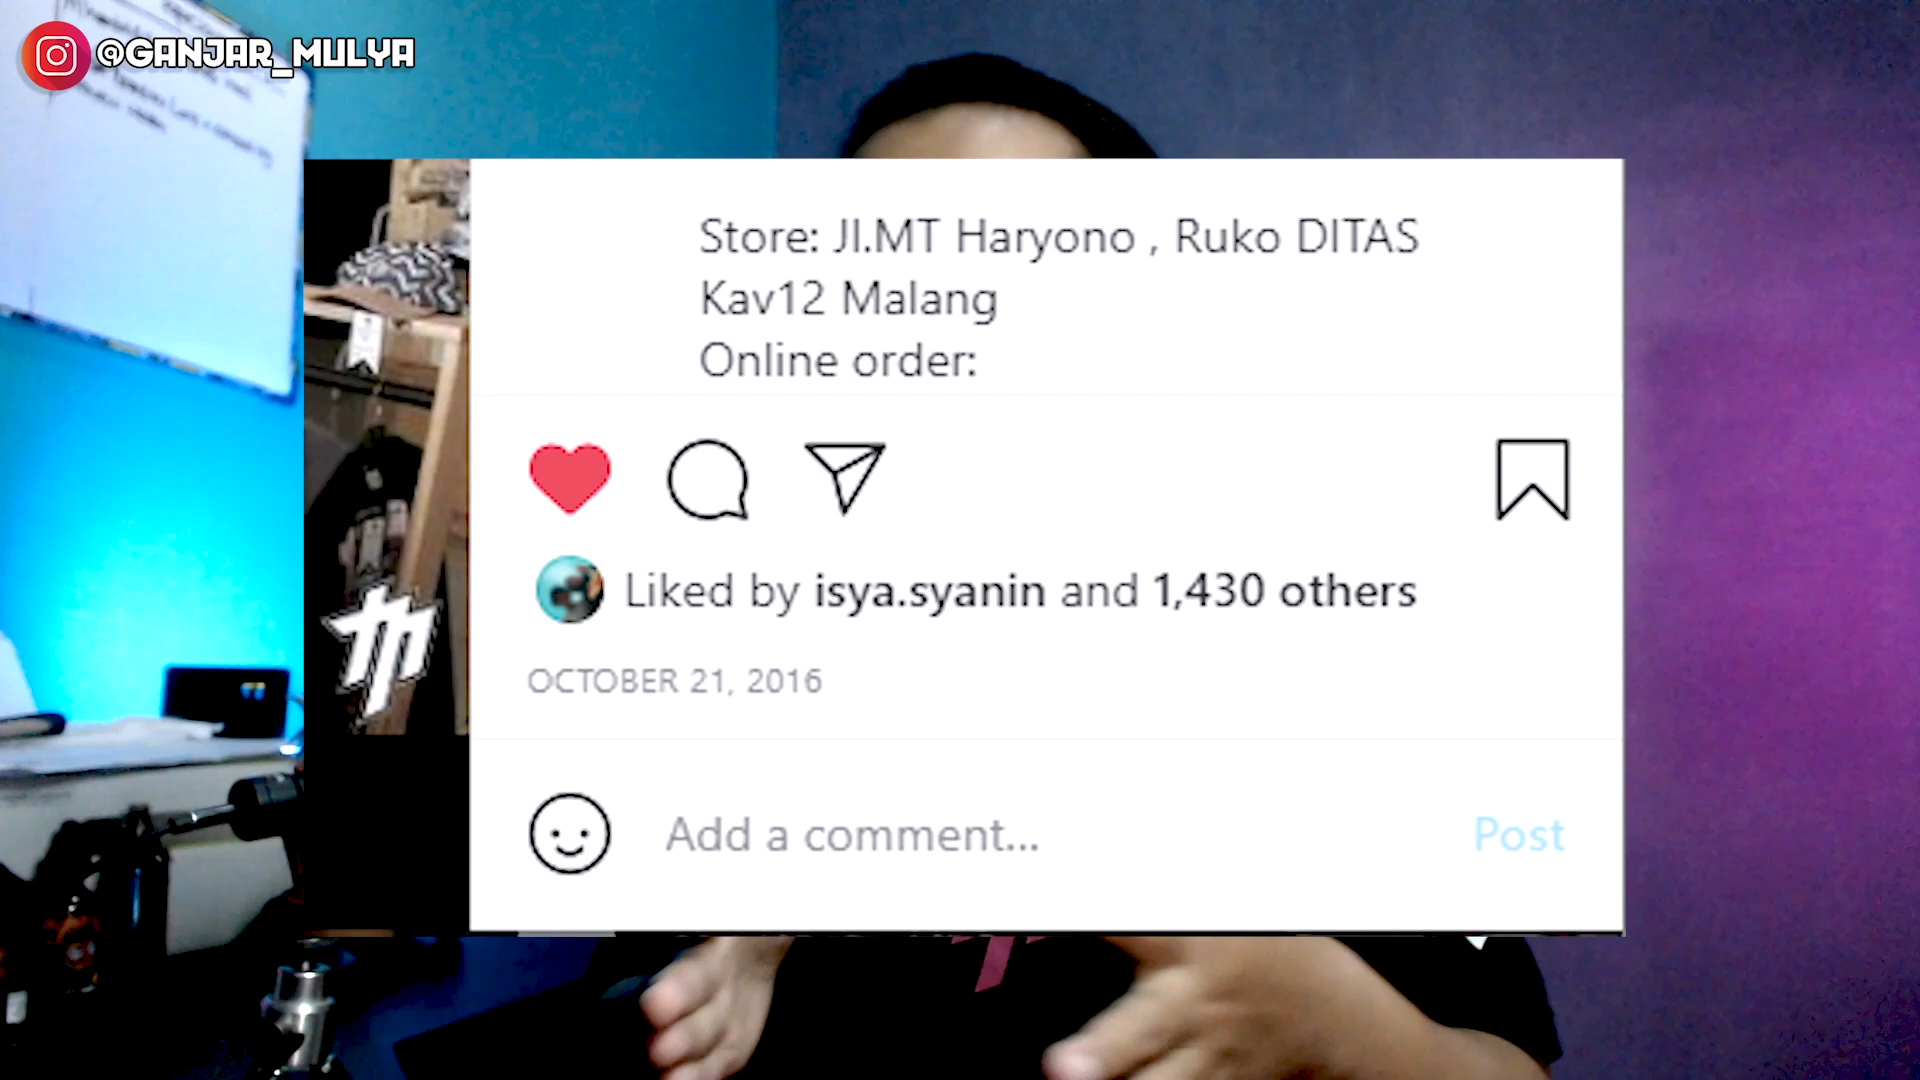 @GANJAR_MULYA
Store: Jl.MT Haryono , Ruko DITAS
Kav12 Malang
Online order:
Liked by isya.syanin and 1,430 others
OCTOBER 21, 2016
Add a comment...
Post